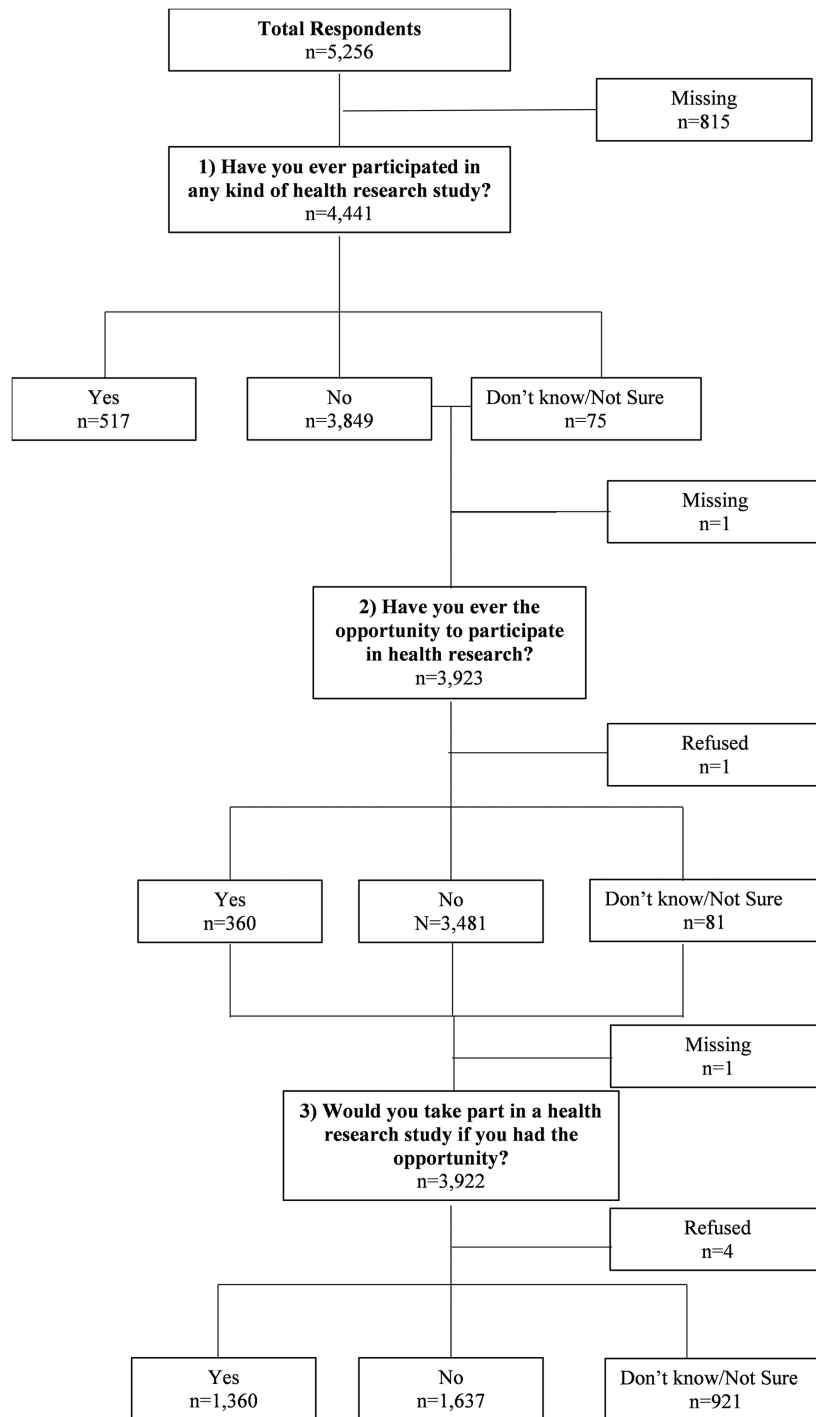 Total Respondents
n=5,256
Missing
n=815
1) Have you ever participated in
any kind of health research study?
n=4,441
Yes
n=517
No
n=3,849
Don’t know/Not Sure
n=75
Missing
n=1
2) Have you ever the
opportunity to participate
in health research?
n=3,923
Refused
n=1
Yes
n=360
No
N=3,481
Don’t know/Not Sure
n=81
Missing
n=1
3) Would you take part in a health
research study if you had the
opportunity?
n=3,922
Refused
n=4
Yes
n=1,360
No
n=1,637
Don’t know/Not Sure
n=921